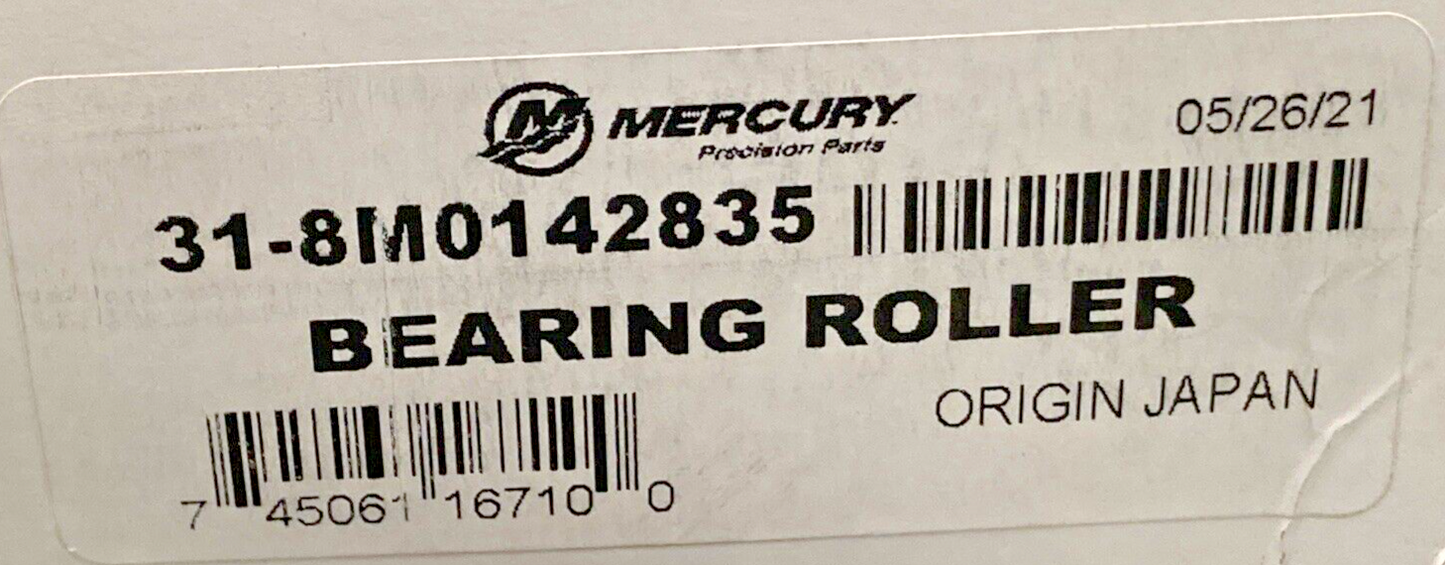 MERCURY
Precision Parts
05/26/21
31-8M0142835
BEARING ROLLER
ORIGIN JAPAN
7 45061 16710 0